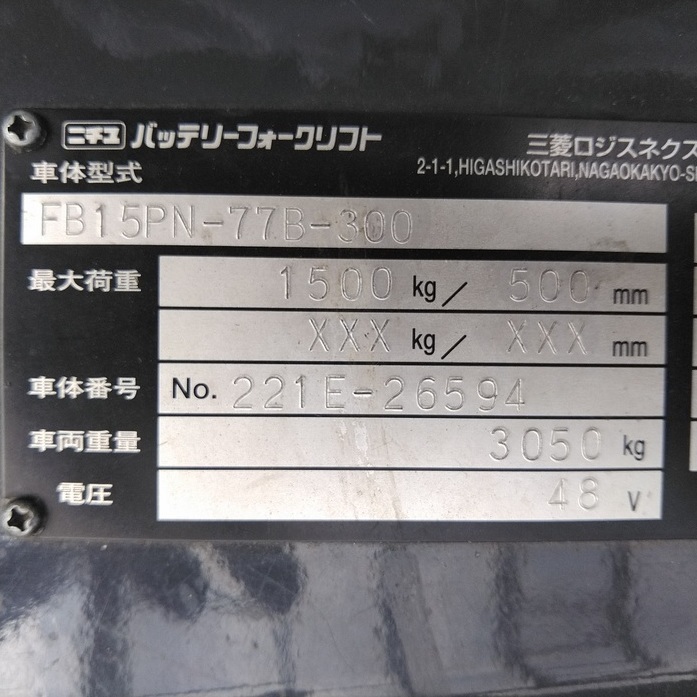 ニチユ バッテリーフォークリフト
三菱ロジスネクス
2-1-1,HIGASHIKOTARI,NAGAOKAKYO-S
車体型式
FB15PN-77B-300
最大荷重 1500 kg/ 500 mm
XXX kg/ XXX mm
車体番号 No. 221E-26594
車両重量 3050 kg
電圧 48 V